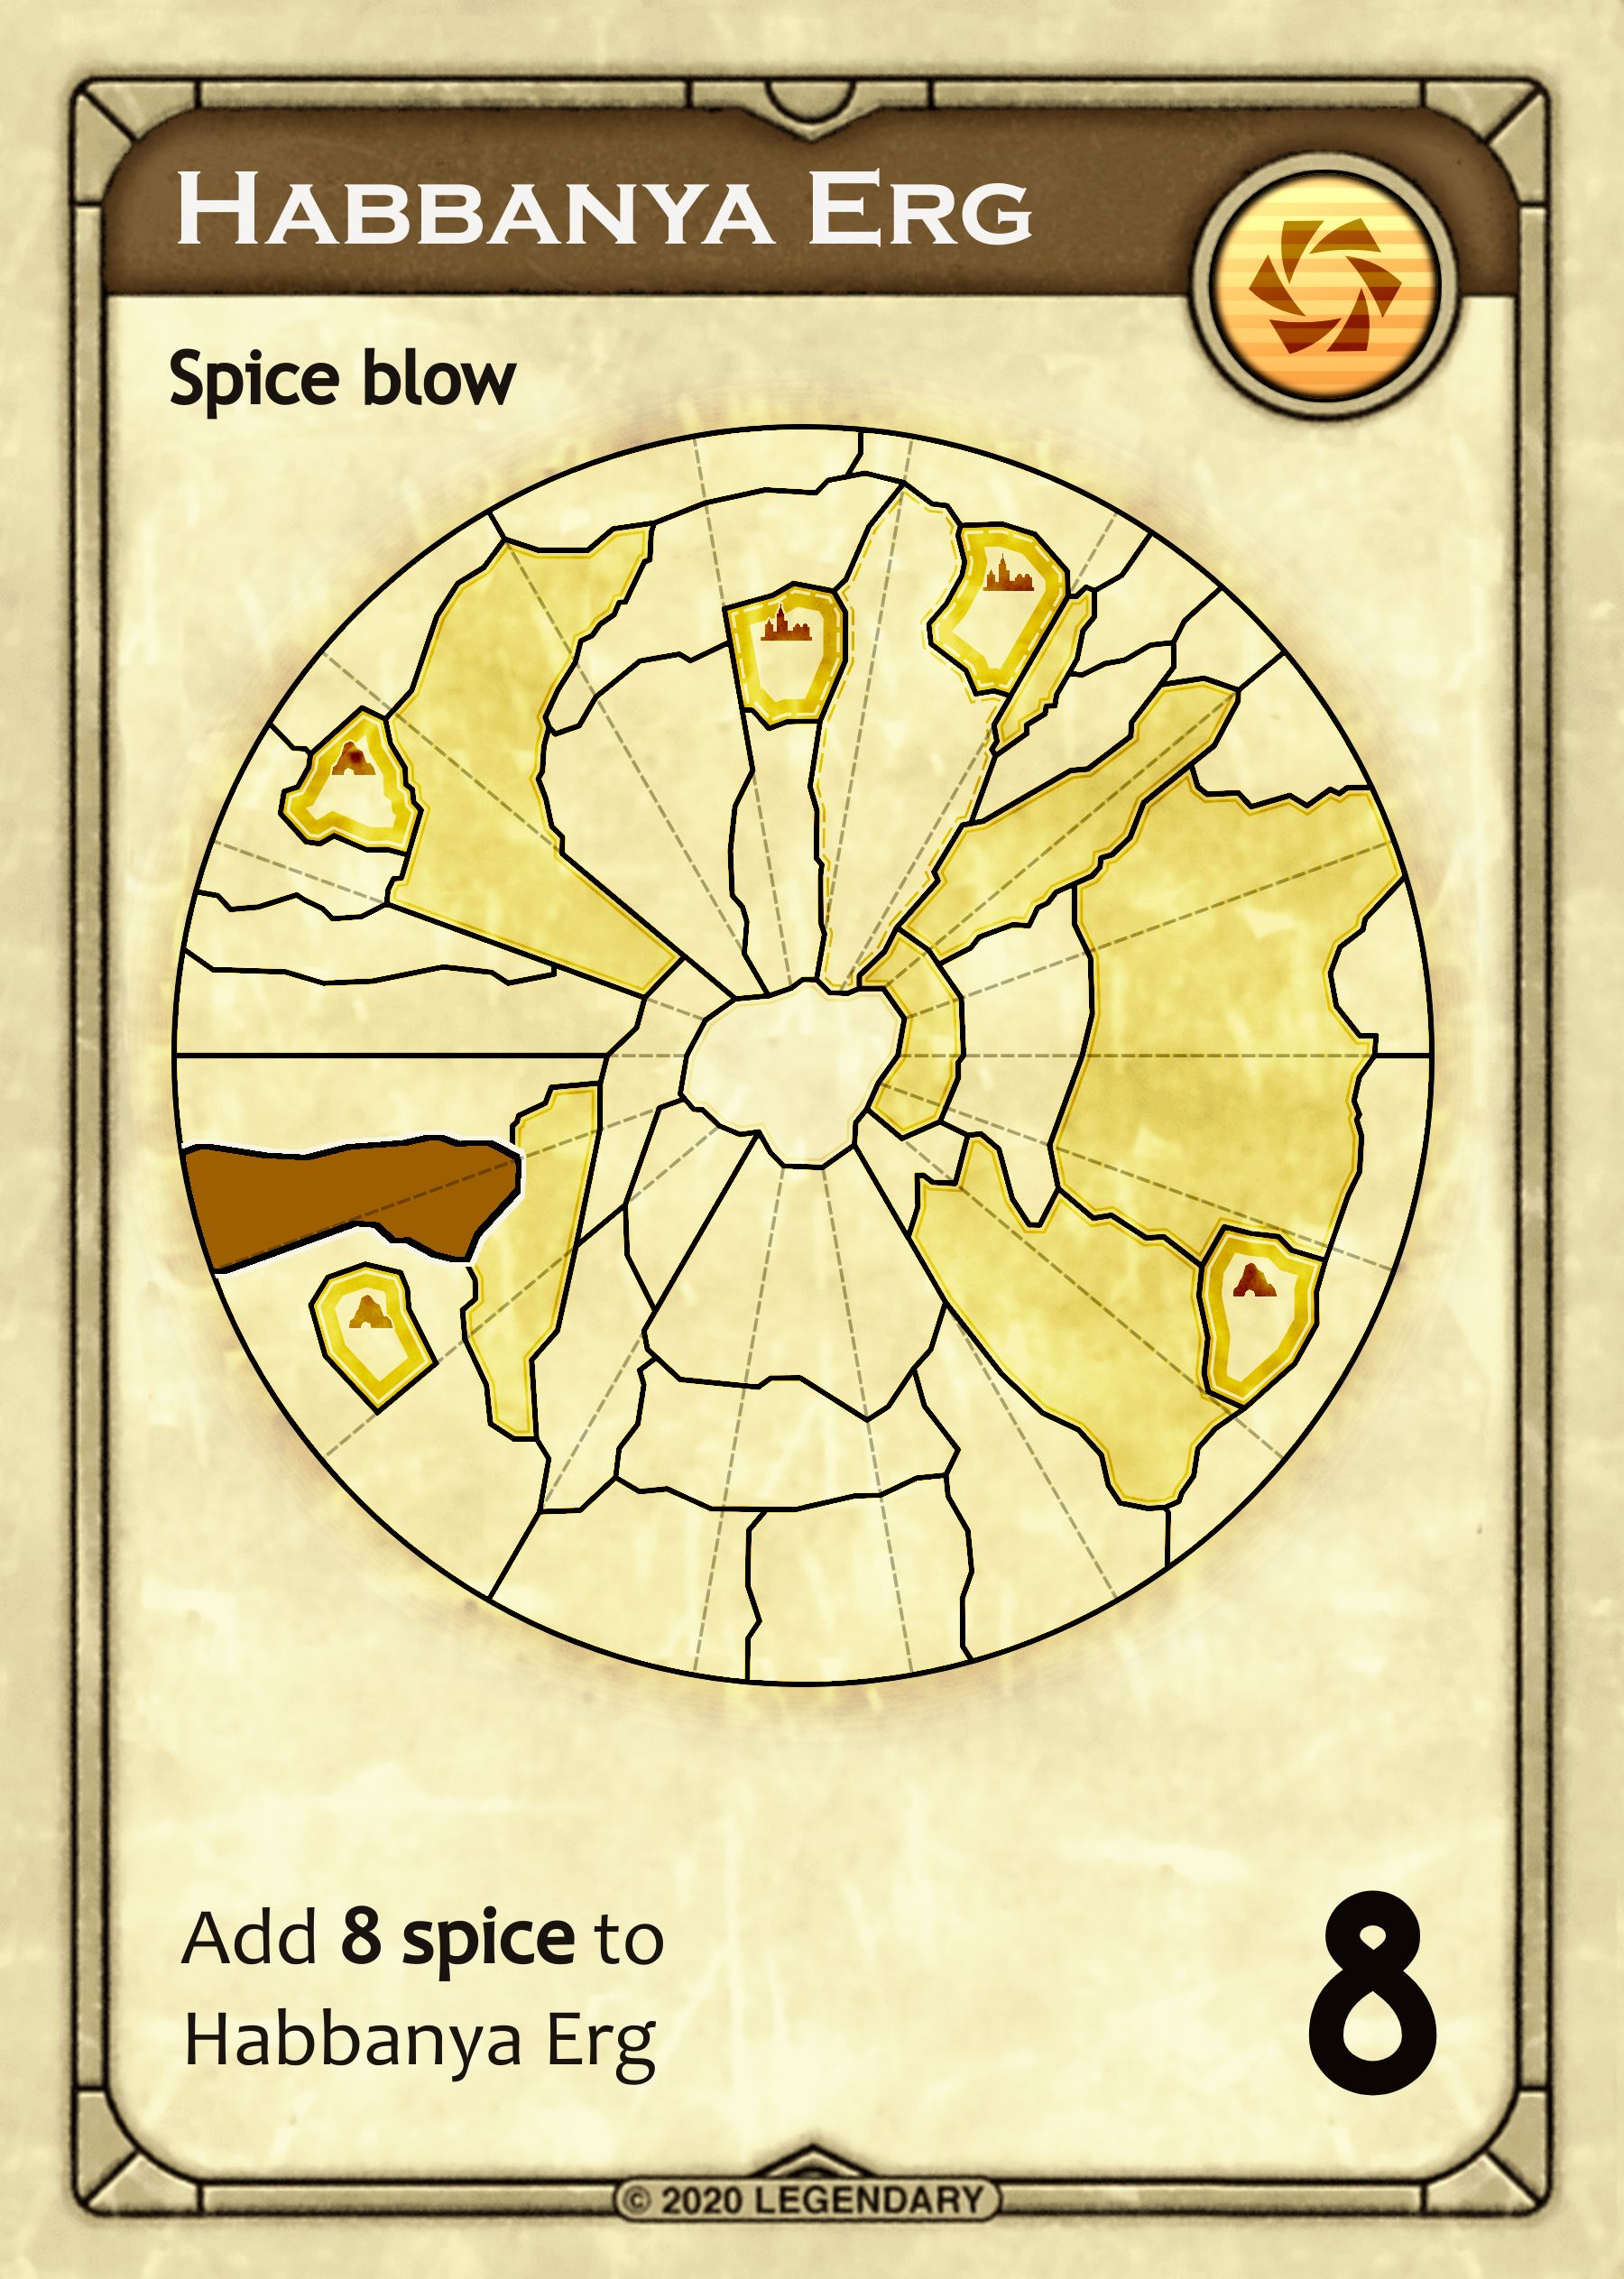 HABBANYA ERG
Spice blow
Add 8 spice to
Habbanya Erg
8
© 2020 LEGENDARY